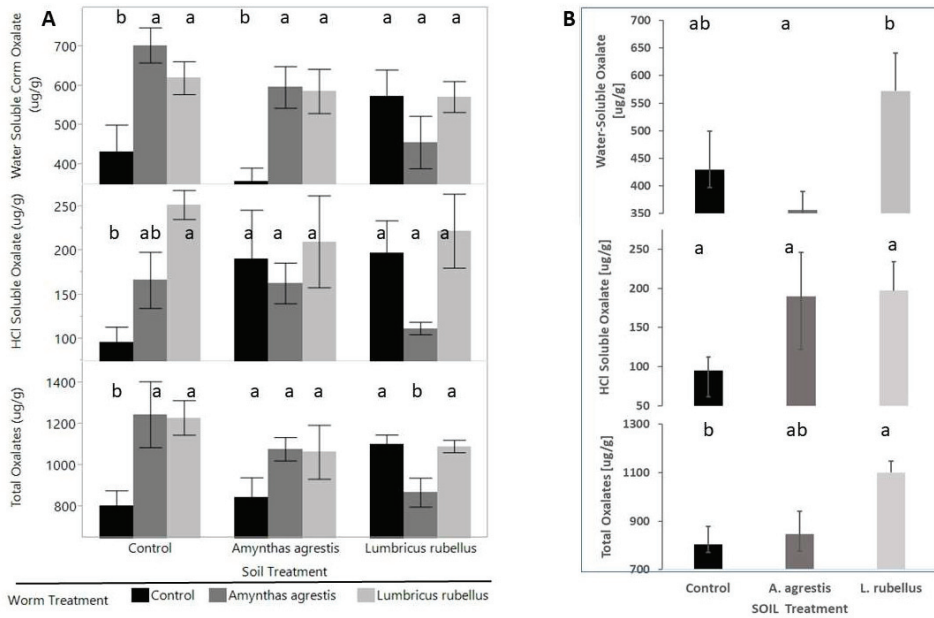 A
b a a b a a a a a
Water Soluble Corm Oxalate
(ug/g)
700
600
500
400
HCl Soluble Oxalate (ug/g)
250
200
150
100
b ab a a a a a a a
Total Oxalates (ug/g)
1400
1200
1000
800
b a a a a a a b a
Control Amynthas agrestis Lumbricus rubellus
Soil Treatment
Worm Treatment Control Amynthas agrestis Lumbricus rubellus
B
ab a b
Water-Soluble Oxalate
[ug/g]
700
650
600
550
500
450
400
350
a a a
HCl Soluble Oxalate [ug/g]
250
200
150
100
50
b ab a
Total Oxalates [ug/g]
1300
1100
900
700
Control A. agrestis L. rubellus
SOIL Treatment